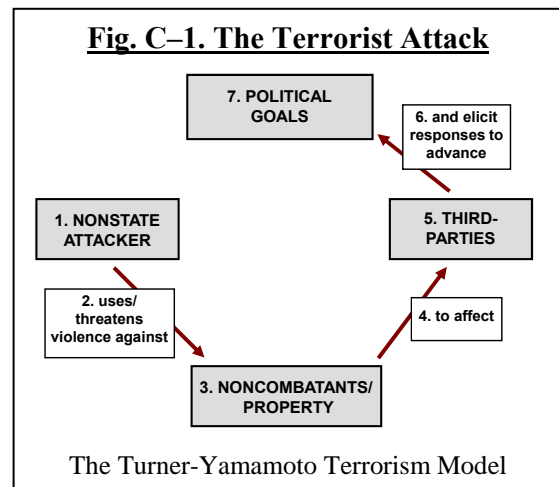 Fig. C–1. The Terrorist Attack
7. POLITICAL
GOALS
6. and elicit
responses to
advance
1. NONSTATE
ATTACKER
5. THIRD-
PARTIES
2. uses/
threatens
violence against
4. to affect
3. NONCOMBATANTS/
PROPERTY
The Turner-Yamamoto Terrorism Model